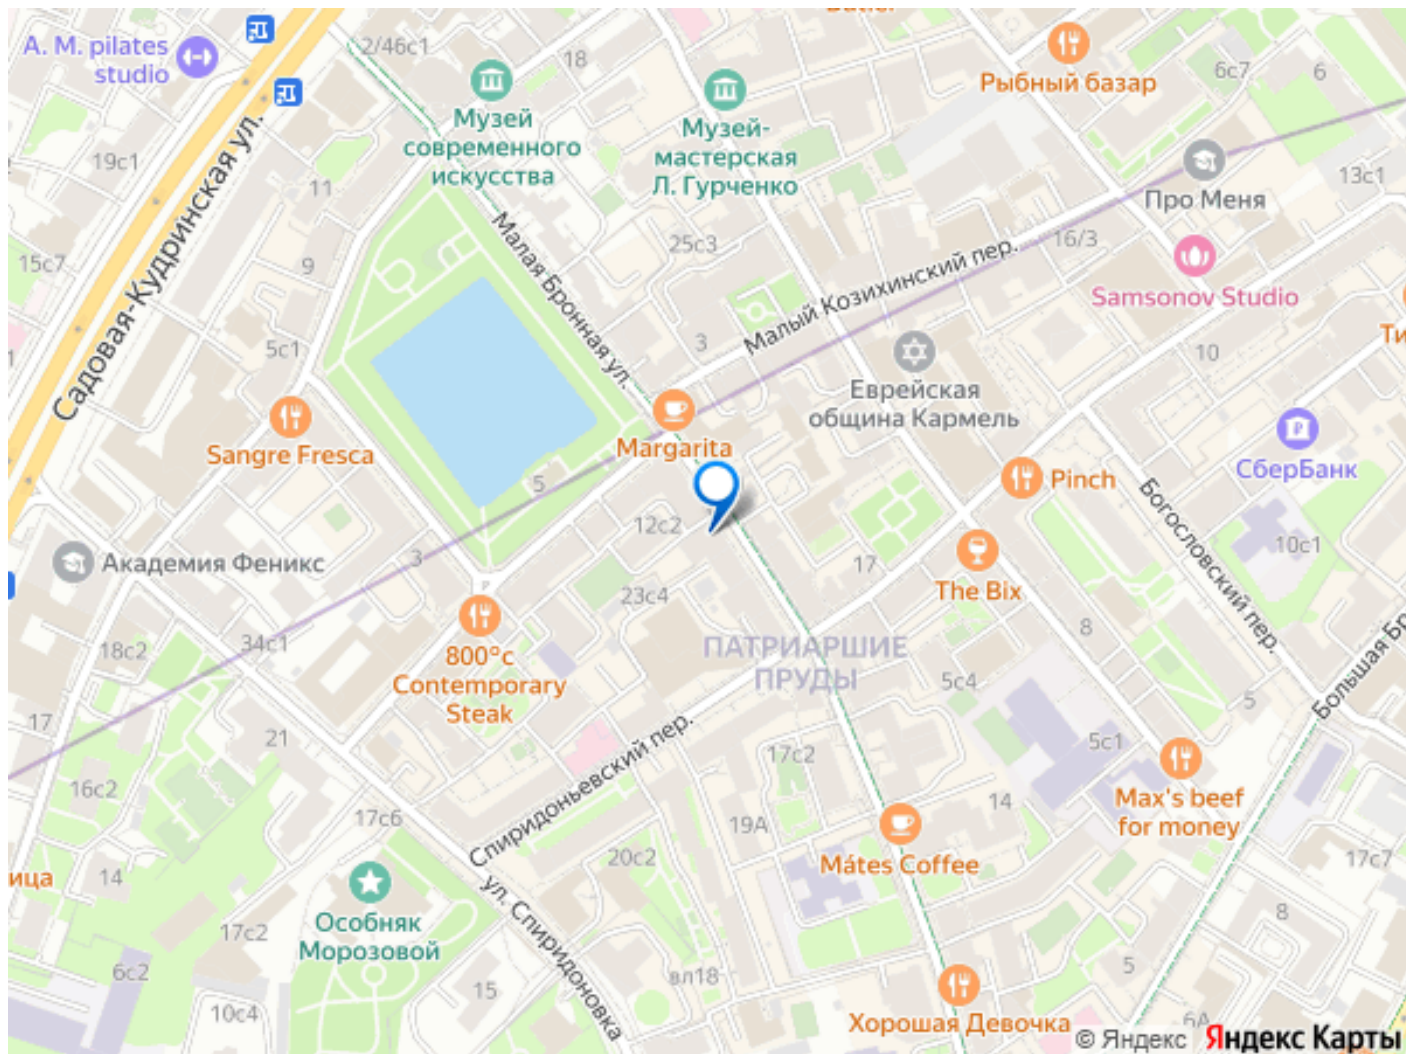 A. M. pilates
studio
2/46с1
18
Музей
современного
искусства
Музей-
мастерская
Л. Гурченко
Рыбный базар
6с7
6
Про Меня
13с1
19с1
11
Садовая-Кудринская ул.
15с7
9
5с1
Малая Бронная ул.
25с3
3
Малый Козихинский пер.
16/3
Samsonov Studio
Ти
10
Еврейская
община Кармель
Sangre Fresca
Margarita
СберБанк
Pinch
5
12с2
Богословский пер.
10с1
Академия Феникс
3
17
The Bix
23с4
18с2
34с1
800°с
Contemporary
Steak
ПАТРИАРШИЕ
ПРУДЫ
8
5с4
5
Большая Бр
17
21
5с1
Спиридоньевский пер.
17с2
16с2
17с6
19А
14
Max's beef
for money
Mátes Coffee
20с2
17с7
ица
14
ул. Спиридоновка
Особняк
Морозовой
17с2
8
6с2
15
вл18
5
10с4
Хорошая Девочка
6А
© Яндекс Яндекс Карты